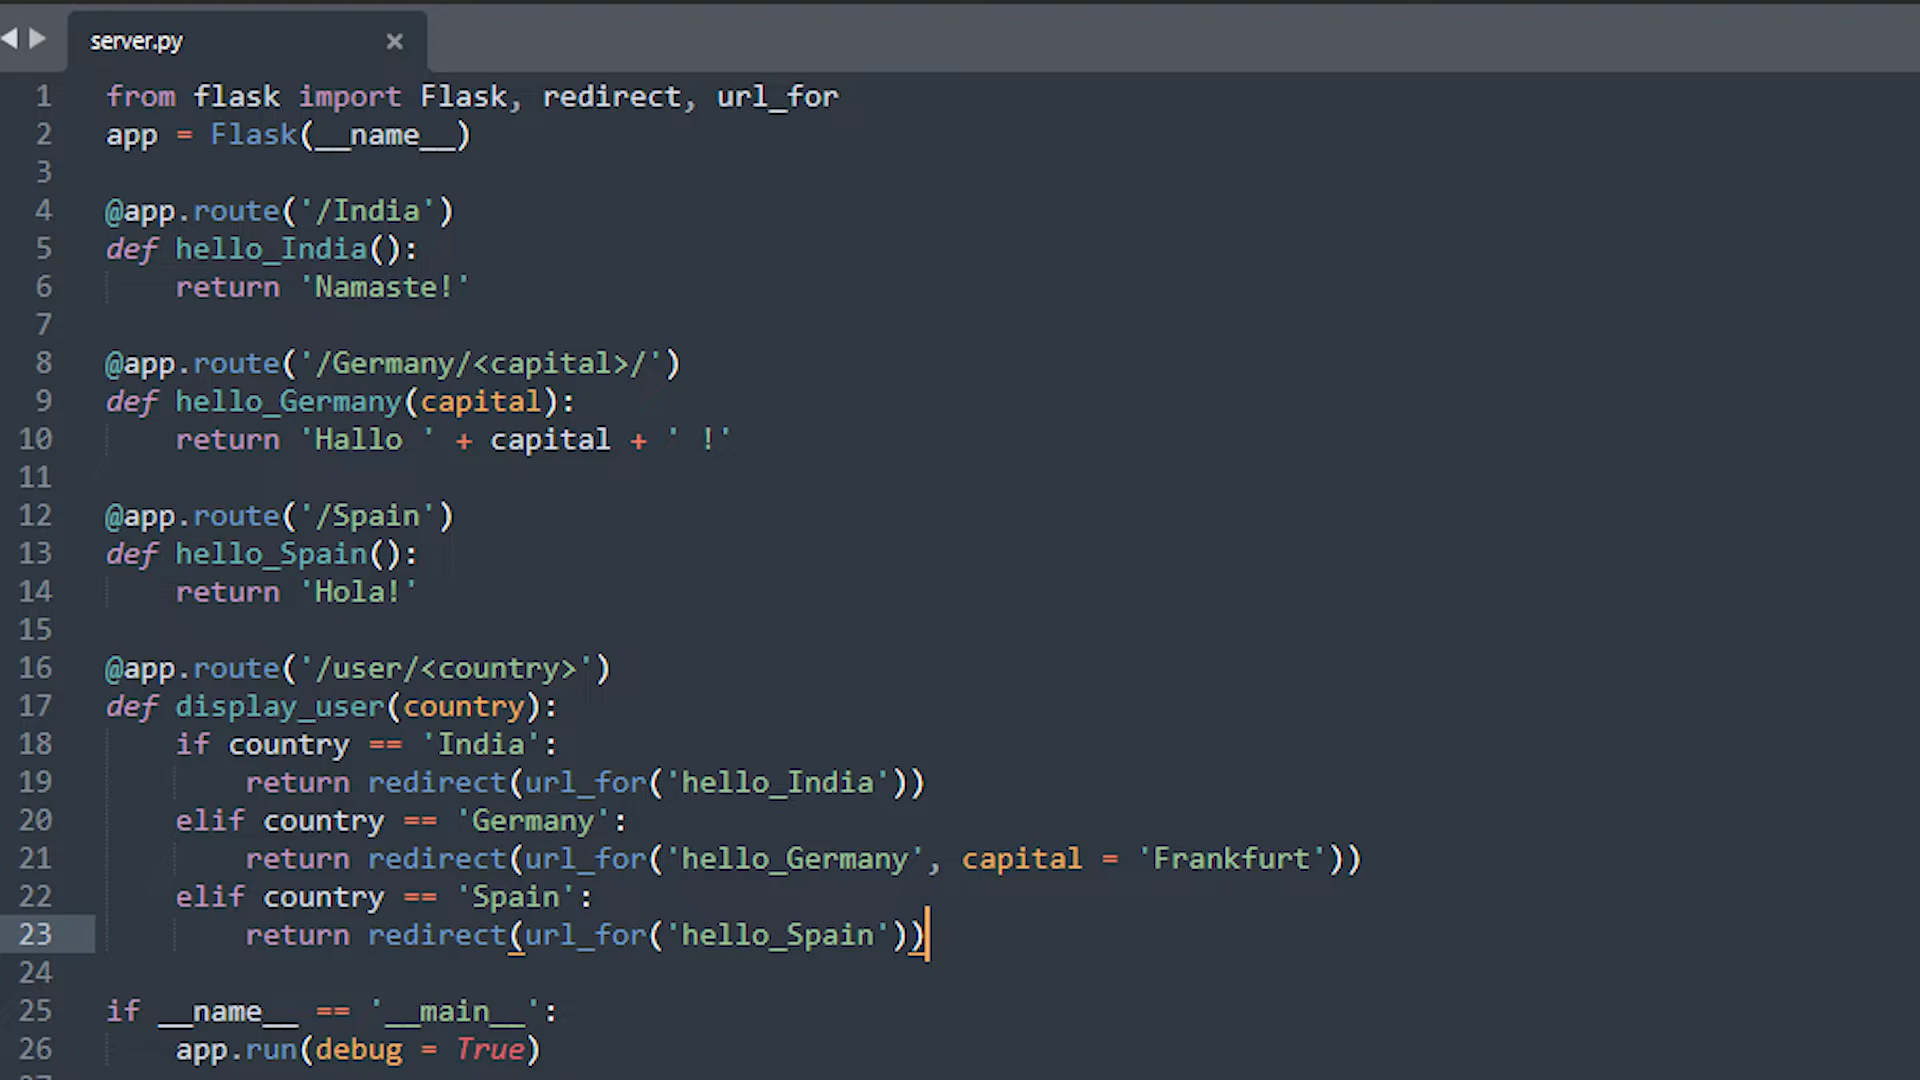 server.py ×
1 from flask import Flask, redirect, url_for
2 app = Flask(__name__)
3
4 @app.route('/India')
5 def hello_India():
6     return 'Namaste!'
7
8 @app.route('/Germany/<capital>/')
9 def hello_Germany(capital):
10     return 'Hallo ' + capital + ' !'
11
12 @app.route('/Spain')
13 def hello_Spain():
14     return 'Hola!'
15
16 @app.route('/user/<country>')
17 def display_user(country):
18     if country == 'India':
19         return redirect(url_for('hello_India'))
20     elif country == 'Germany':
21         return redirect(url_for('hello_Germany', capital = 'Frankfurt'))
22     elif country == 'Spain':
23         return redirect(url_for('hello_Spain'))
24
25 if __name__ == '__main__':
26     app.run(debug = True)